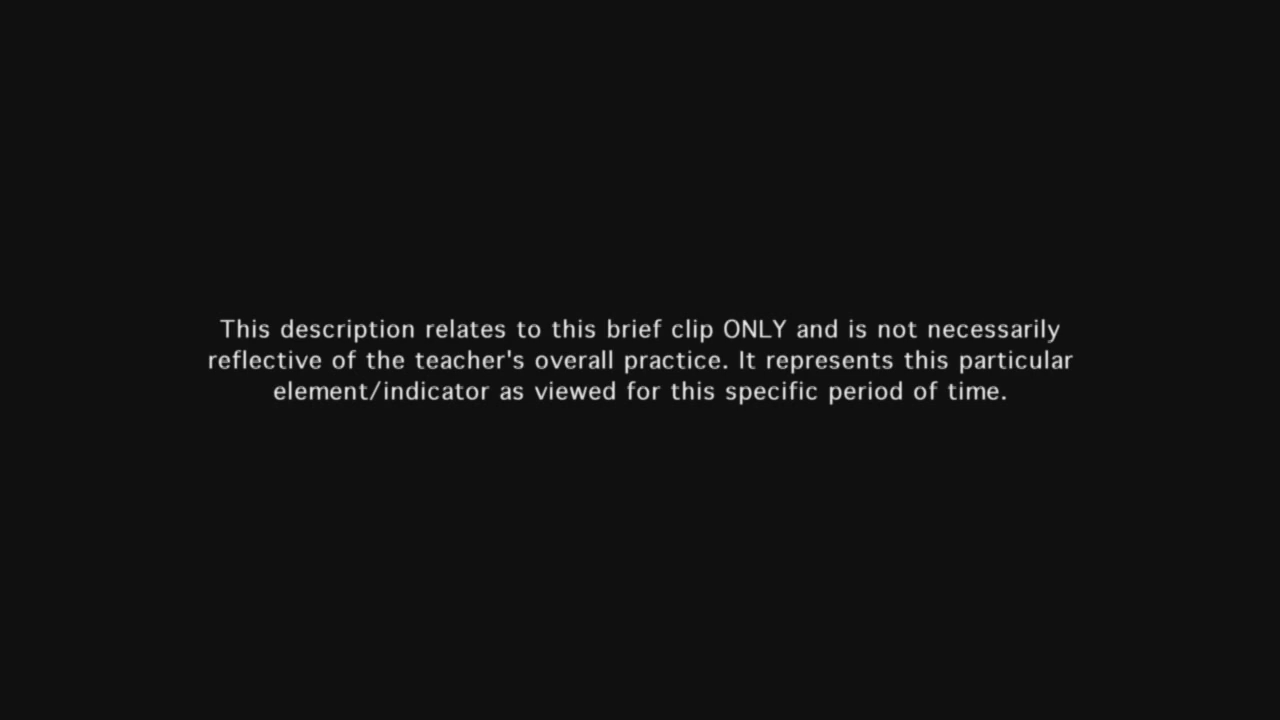 This description relates to this brief clip ONLY and is not necessarily
reflective of the teacher's overall practice. It represents this particular
element/indicator as viewed for this specific period of time.